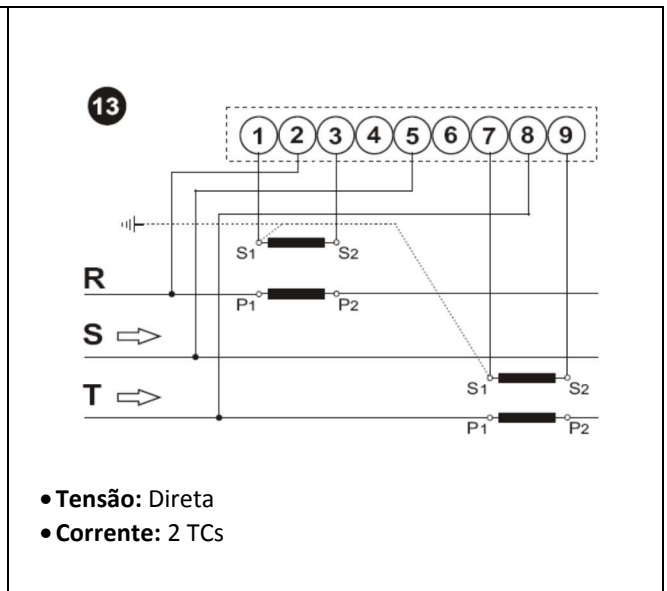 13
1 2 3 4 5 6 7 8 9
S1 S2
R
P1 P2
S
S1 S2
T
P1 P2
• Tensão: Direta
• Corrente: 2 TCs